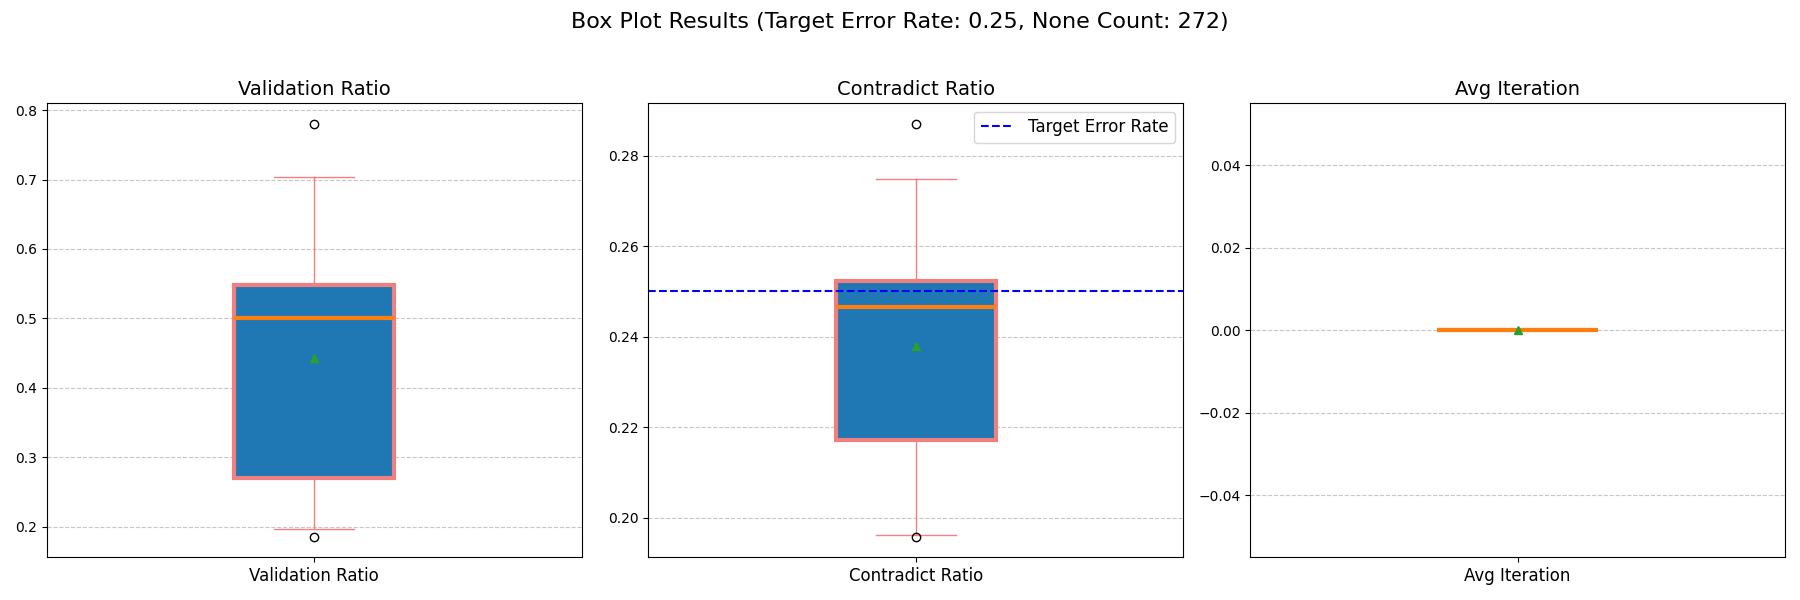 Box Plot Results (Target Error Rate: 0.25, None Count: 272)
Validation Ratio
0.8
0.7
0.6
0.5
0.4
0.3
0.2
Validation Ratio
Contradict Ratio
Target Error Rate
0.28
0.26
0.24
0.22
0.20
Contradict Ratio
Avg Iteration
0.04
0.02
0.00
−0.02
−0.04
Avg Iteration